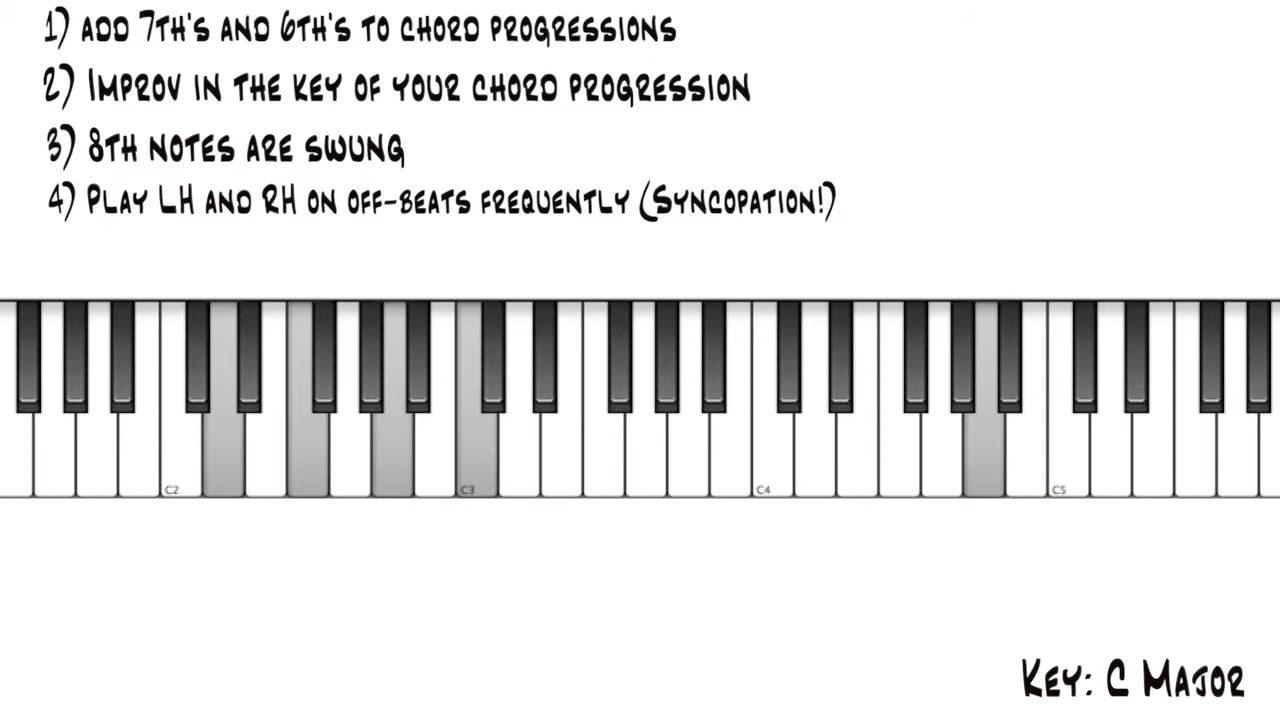 1) Add 7th's and 6th's to chord progressions
2) Improv in the key of your chord progression
3) 8th notes are swung
4) Play LH and RH on off-beats frequently (Syncopation!)
C2 C3 C4 C5
Key: C Major